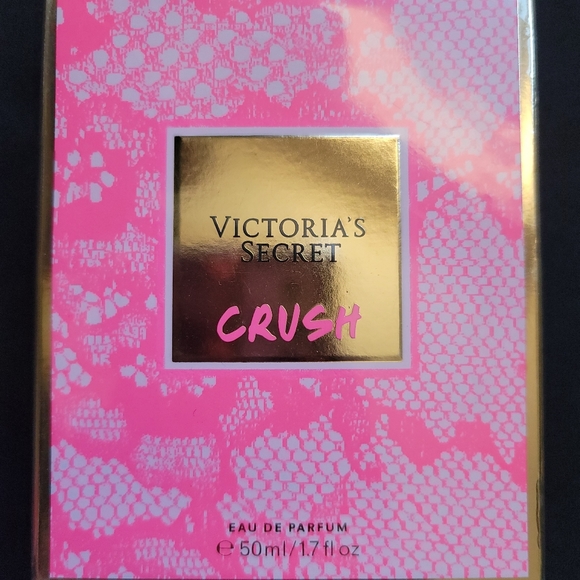 VICTORIA'S
SECRET
CRUSH
EAU DE PARFUM
℮ 50ml/1.7 fl oz